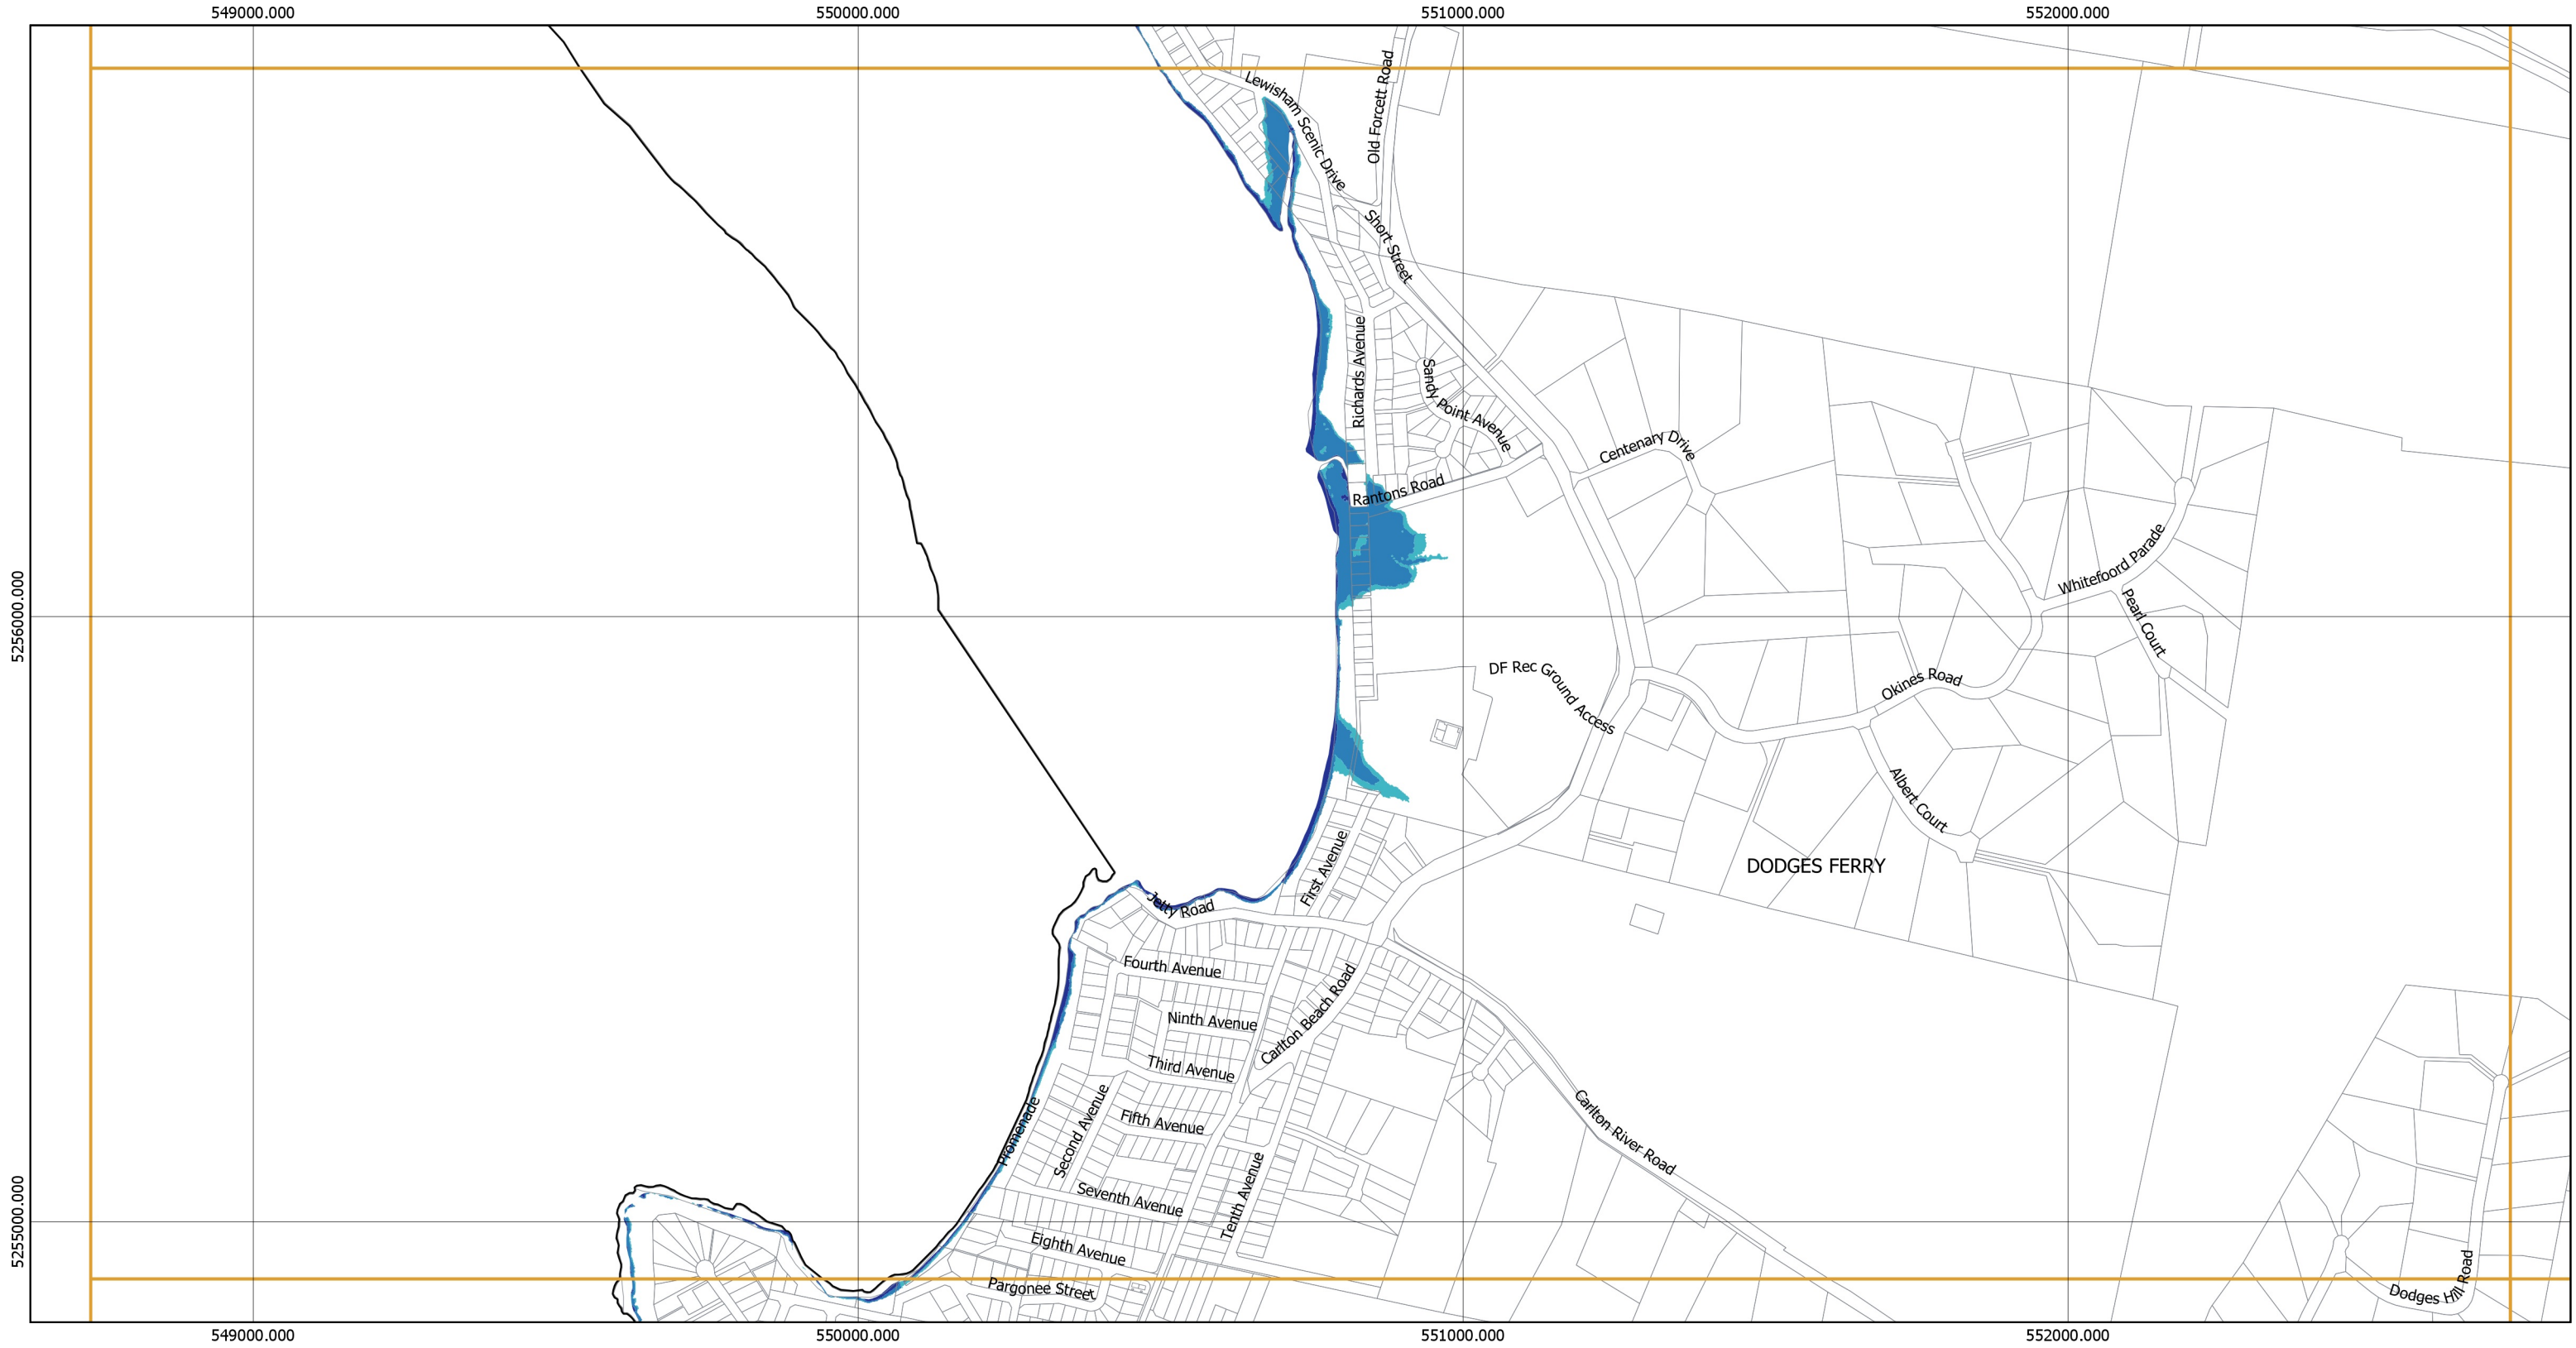 549000.000
550000.000
551000.000
552000.000
Lewisham Scenic Drive
Old Forcett Road
Short Street
Richards Avenue
Sandy Point Avenue
Centenary Drive
Rantons Road
Whitefoord Parade
5256000.000
Pearl Court
DF Rec Ground Access
Okines Road
Albert Court
First Avenue
DODGES FERRY
Jetty Road
Fourth Avenue
Carlton Beach Road
Ninth Avenue
Third Avenue
Second Avenue
Fifth Avenue
Promenade
Carlton River Road
Seventh Avenue
Tenth Avenue
5255000.000
Eighth Avenue
Pargonee Street
Dodges Hill Road
549000.000
550000.000
551000.000
552000.000